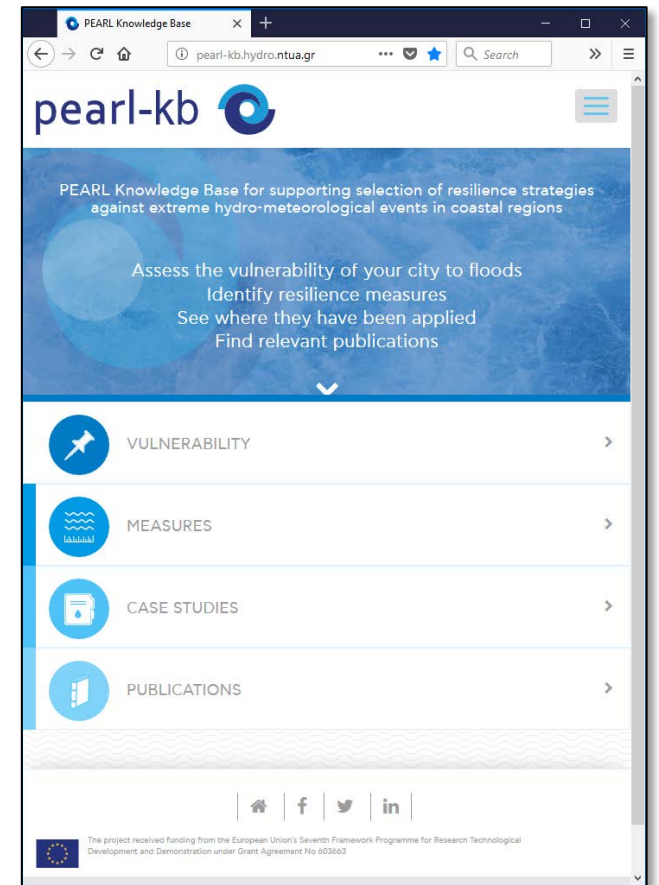 PEARL Knowledge Base
pearl-kb.hydro.ntua.gr
Search
pearl-kb
PEARL Knowledge Base for supporting selection of resilience strategies
against extreme hydro-meteorological events in coastal regions
Assess the vulnerability of your city to floods
Identify resilience measures
See where they have been applied
Find relevant publications
VULNERABILITY
MEASURES
CASE STUDIES
PUBLICATIONS
The project received funding from the European Union's Seventh Framework Programme for Research Technological
Development and Demonstration under Grant Agreement No 603663